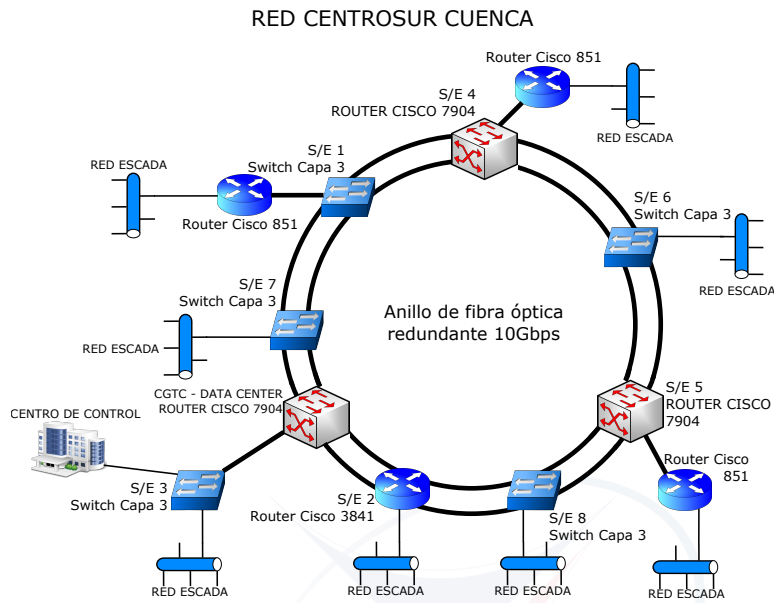 RED CENTROSUR CUENCA
Router Cisco 851
S/E 4
ROUTER CISCO 7904
RED ESCADA
S/E 1
Switch Capa 3
RED ESCADA
Router Cisco 851
S/E 6
Switch Capa 3
RED ESCADA
S/E 7
Switch Capa 3
RED ESCADA
Anillo de fibra óptica
redundante 10Gbps
CGTC - DATA CENTER
ROUTER CISCO 7904
S/E 5
ROUTER CISCO
7904
CENTRO DE CONTROL
S/E 3
Switch Capa 3
S/E 2
Router Cisco 3841
S/E 8
Switch Capa 3
Router Cisco
851
RED ESCADA
RED ESCADA
RED ESCADA
RED ESCADA